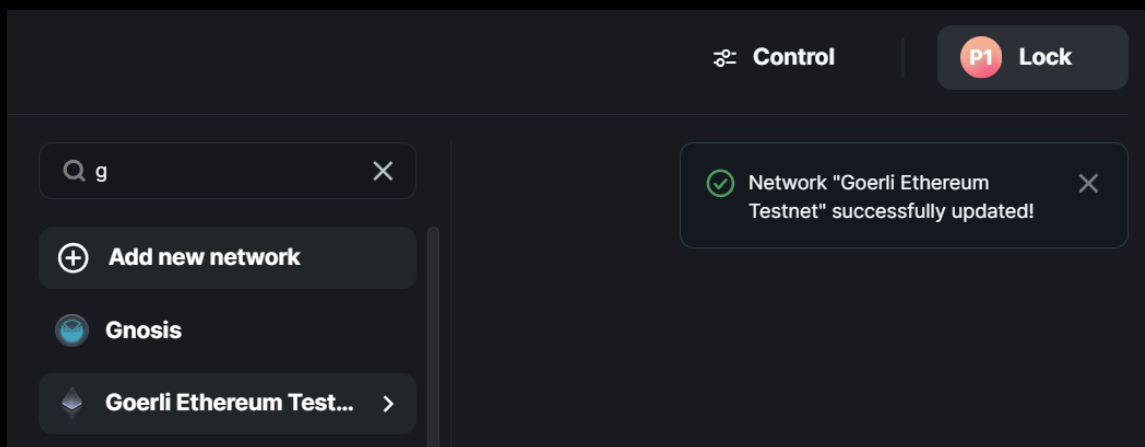 Control
P1 Lock
g
Network "Goerli Ethereum
Testnet" successfully updated!
Add new network
Gnosis
Goerli Ethereum Test...